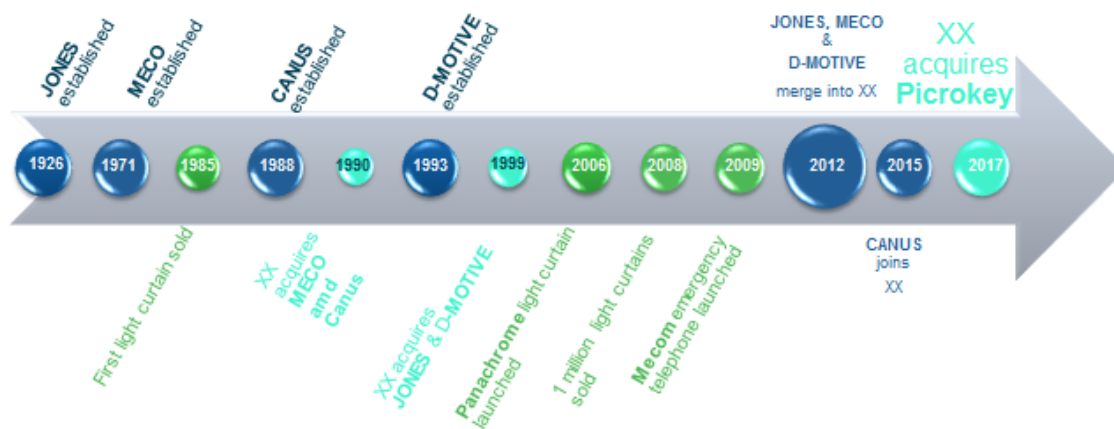 JONES
established
MECO
established
CANUS
established
D-MOTIVE
established
JONES, MECO
&
D-MOTIVE
merge into XX
XX
acquires
Picrokey
1926
1971
1985
1988
1990
1993
1999
2006
2008
2009
2012
2015
2017
First light curtain sold
XX
acquires
MECO
amd
Canus
XX acquires
JONES & D-MOTIVE
Panachrome light curtain
launched
1 million light curtains
sold
Mecom emergency
telephone launched
CANUS
joins
XX